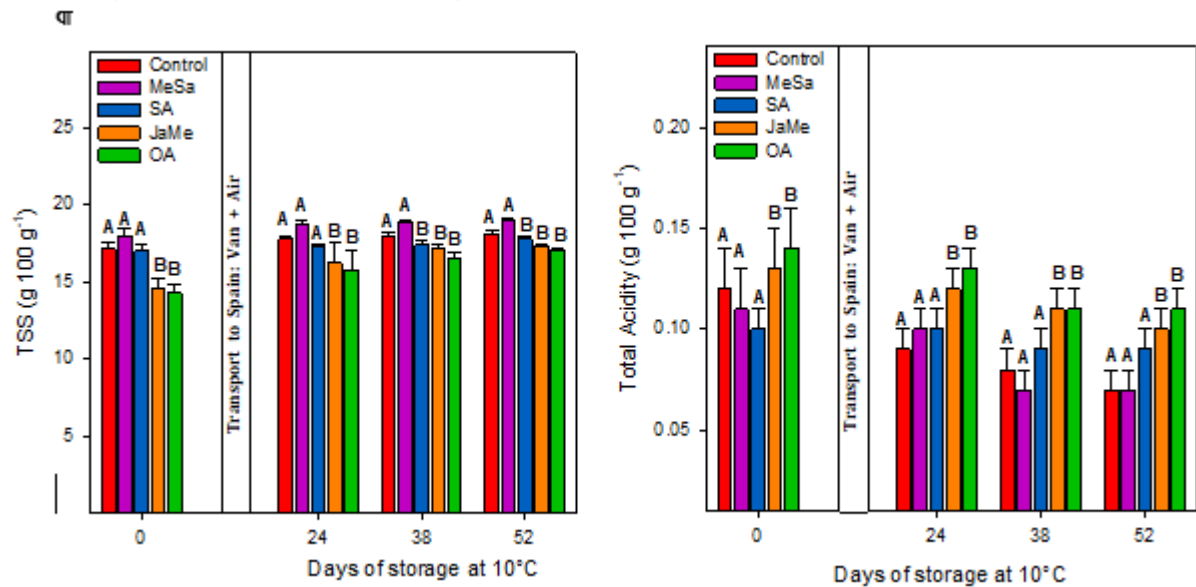 ¶
Control
MeSa
SA
JaMe
OA
25
20
15
10
5
TSS (g 100 g⁻¹)
A A A B B
Transport to Spain: Van + Air
A A A B B
A A B B B
A A B B B
0 24 38 52
Days of storage at 10°C
Control
MeSa
SA
JaMe
OA
0.20
0.15
0.10
0.05
Total Acidity (g 100 g⁻¹)
A A A B B
Transport to Spain: Van + Air
A A A B B
A A A B B
A A A B B
0 24 38 52
Days of storage at 10°C